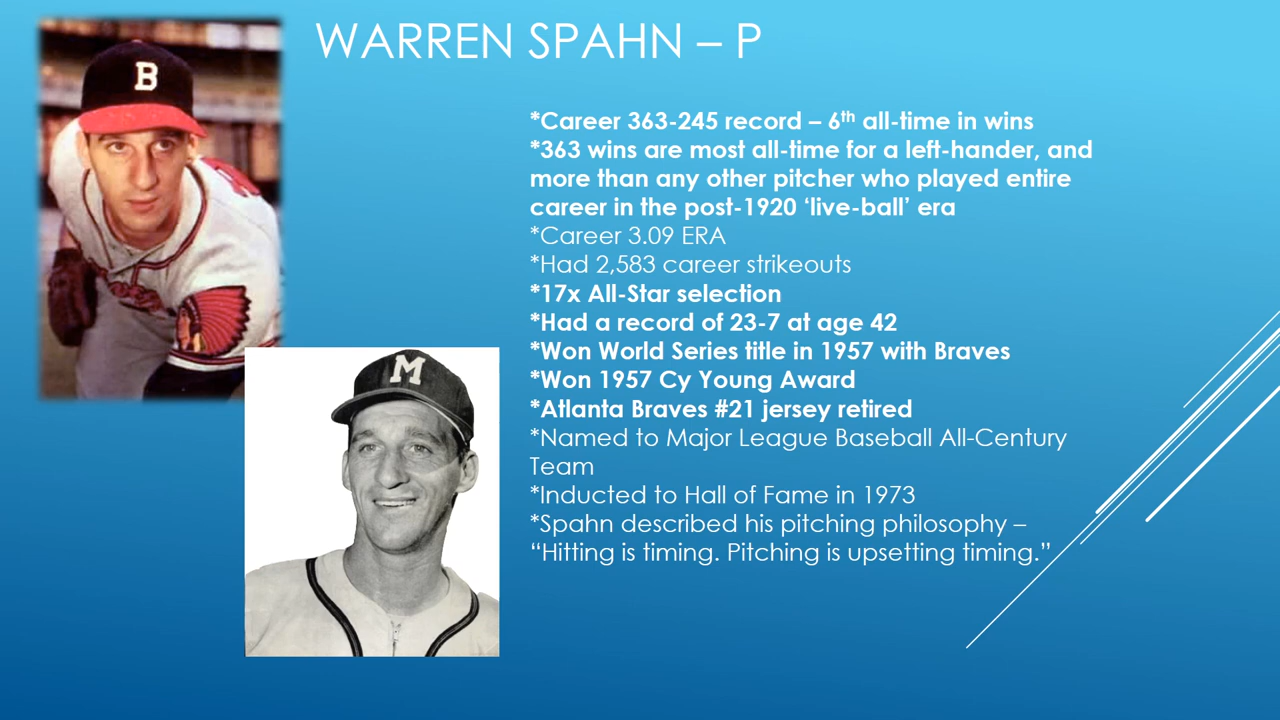 WARREN SPAHN – P
B
*Career 363-245 record – 6th all-time in wins
*363 wins are most all-time for a left-hander, and
more than any other pitcher who played entire
career in the post-1920 ‘live-ball’ era
*Career 3.09 ERA
*Had 2,583 career strikeouts
*17x All-Star selection
*Had a record of 23-7 at age 42
*Won World Series title in 1957 with Braves
*Won 1957 Cy Young Award
*Atlanta Braves #21 jersey retired
*Named to Major League Baseball All-Century
Team
*Inducted to Hall of Fame in 1973
*Spahn described his pitching philosophy –
“Hitting is timing. Pitching is upsetting timing.”
M